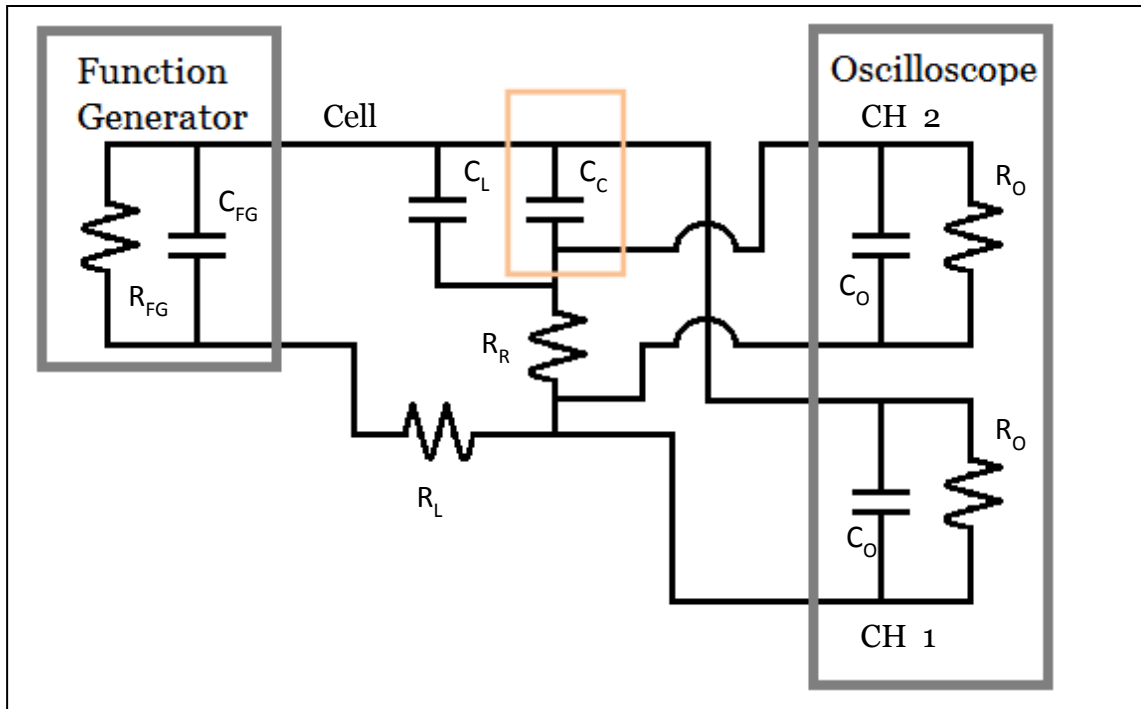 Function
Generator
Cell
Oscilloscope
CH 2
C_L
C_C
R_O
C_FG
C_O
R_FG
R_R
R_O
R_L
C_O
CH 1